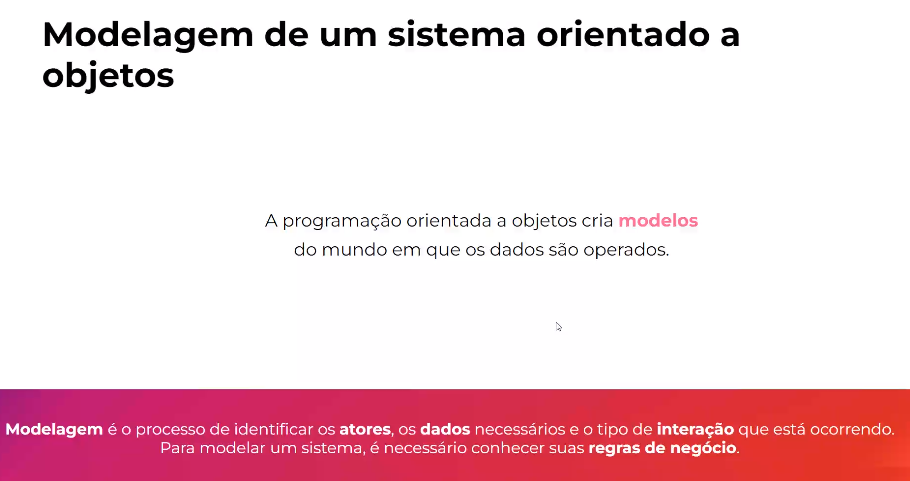 Modelagem de um sistema orientado a
objetos
A programação orientada a objetos cria modelos
do mundo em que os dados são operados.
Modelagem é o processo de identificar os atores, os dados necessários e o tipo de interação que está ocorrendo.
Para modelar um sistema, é necessário conhecer suas regras de negócio.